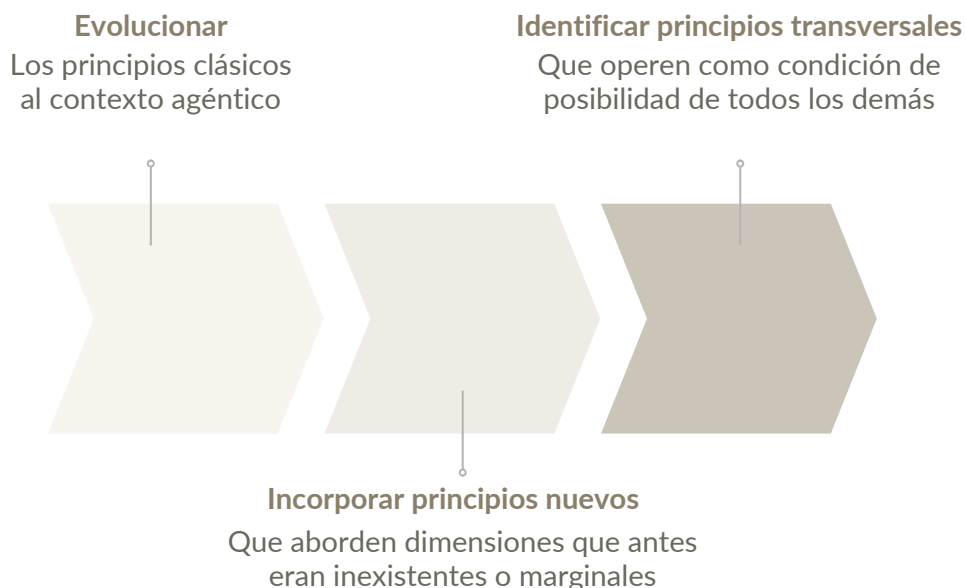 Evolucionar
Los principios clásicos
al contexto agéntico
Identificar principios transversales
Que operen como condición de
posibilidad de todos los demás
Incorporar principios nuevos
Que aborden dimensiones que antes
eran inexistentes o marginales